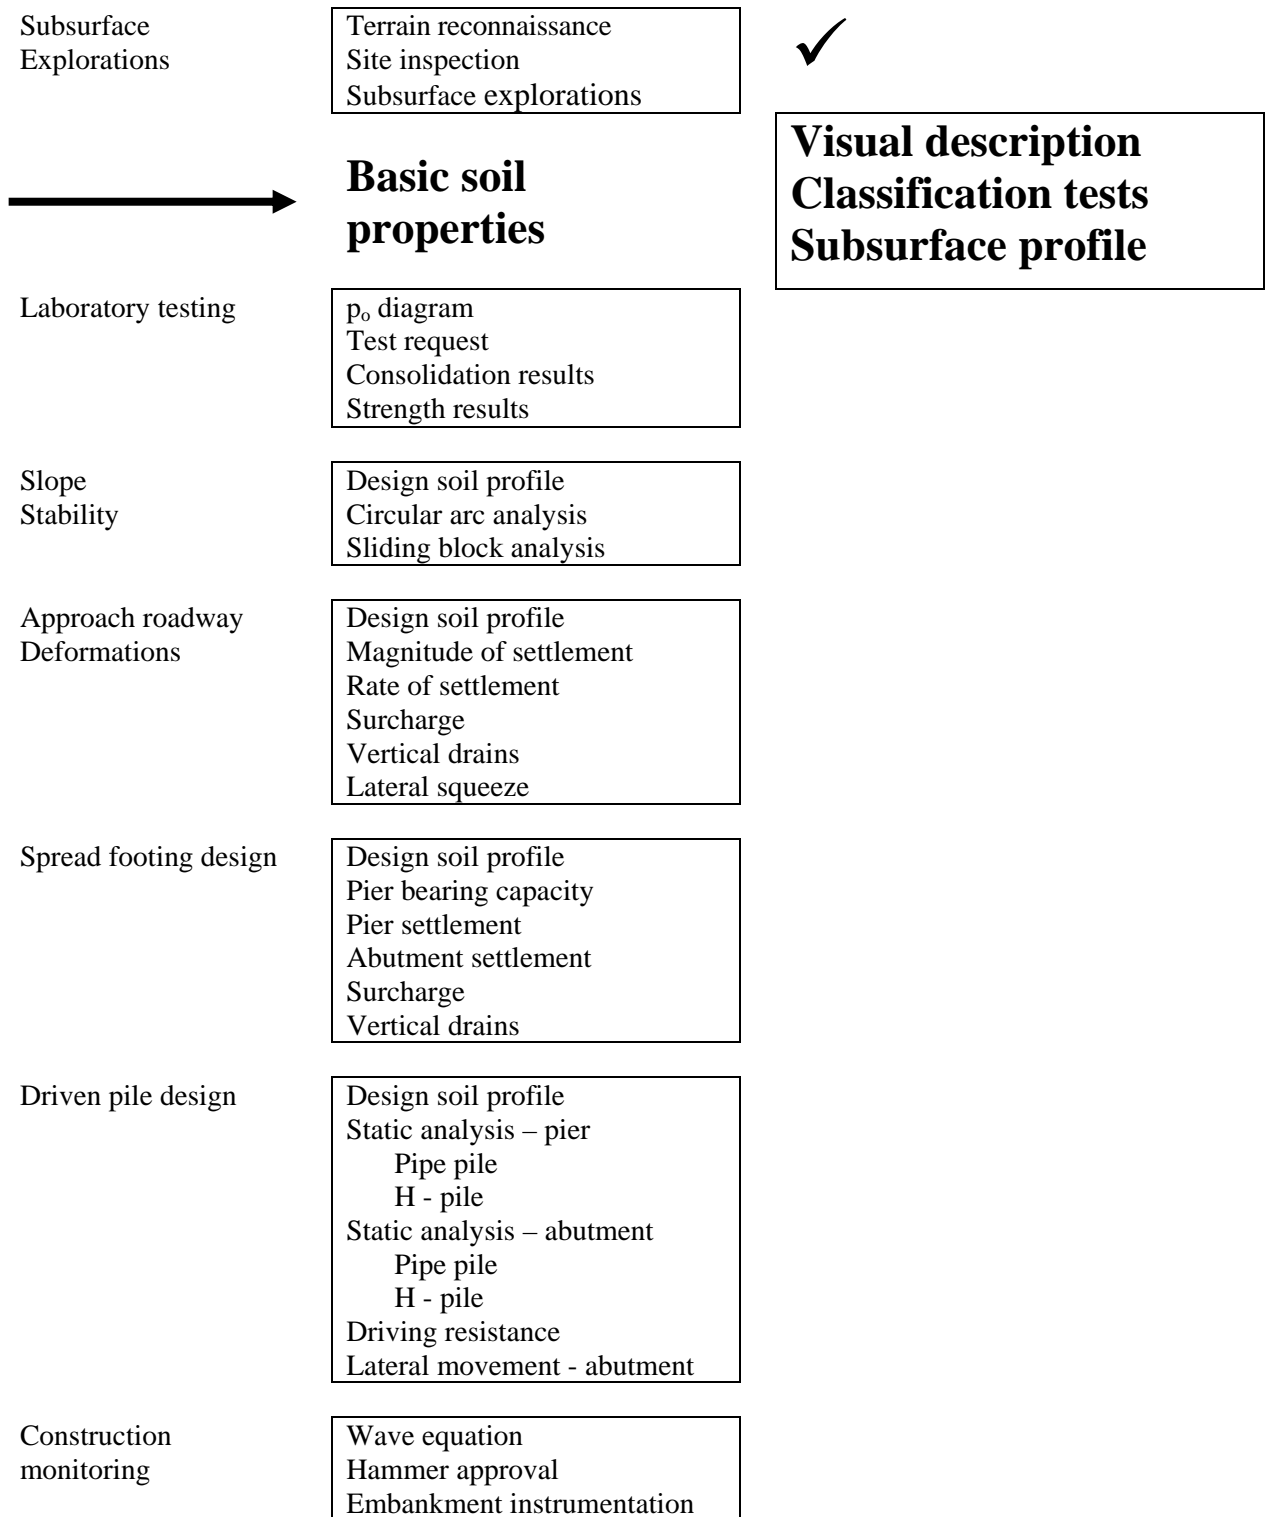 Subsurface
Explorations
Terrain reconnaissance
Site inspection
Subsurface explorations
✓
Basic soil
properties
Visual description
Classification tests
Subsurface profile
Laboratory testing
pₒ diagram
Test request
Consolidation results
Strength results
Slope
Stability
Design soil profile
Circular arc analysis
Sliding block analysis
Approach roadway
Deformations
Design soil profile
Magnitude of settlement
Rate of settlement
Surcharge
Vertical drains
Lateral squeeze
Spread footing design
Design soil profile
Pier bearing capacity
Pier settlement
Abutment settlement
Surcharge
Vertical drains
Driven pile design
Design soil profile
Static analysis – pier
Pipe pile
H - pile
Static analysis – abutment
Pipe pile
H - pile
Driving resistance
Lateral movement - abutment
Construction
monitoring
Wave equation
Hammer approval
Embankment instrumentation